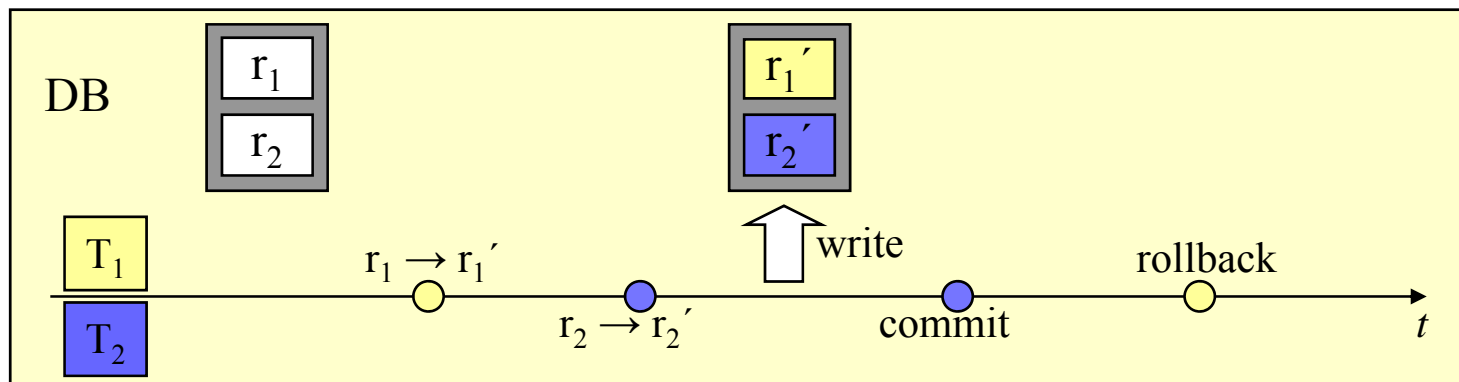 DB
r₁
r₂
r₁´
r₂´
write
T₁
T₂
r₁ → r₁´
r₂ → r₂´
commit
rollback
t